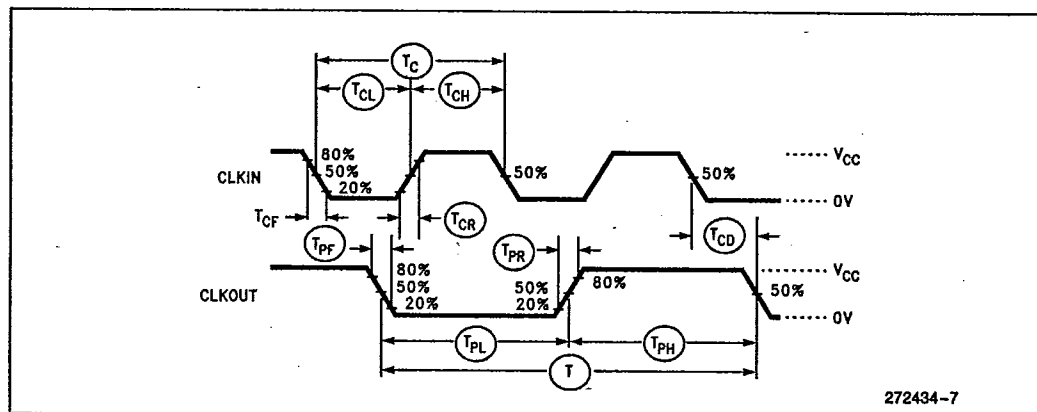 T_C
T_CL T_CH
80%
50%
20%
50%
50%
V_CC
0V
CLKIN
T_CF
T_CR
T_CD
T_PF
T_PR
80%
50%
20%
50%
20%
80%
50%
V_CC
0V
CLKOUT
T_PL T_PH
T
272434-7